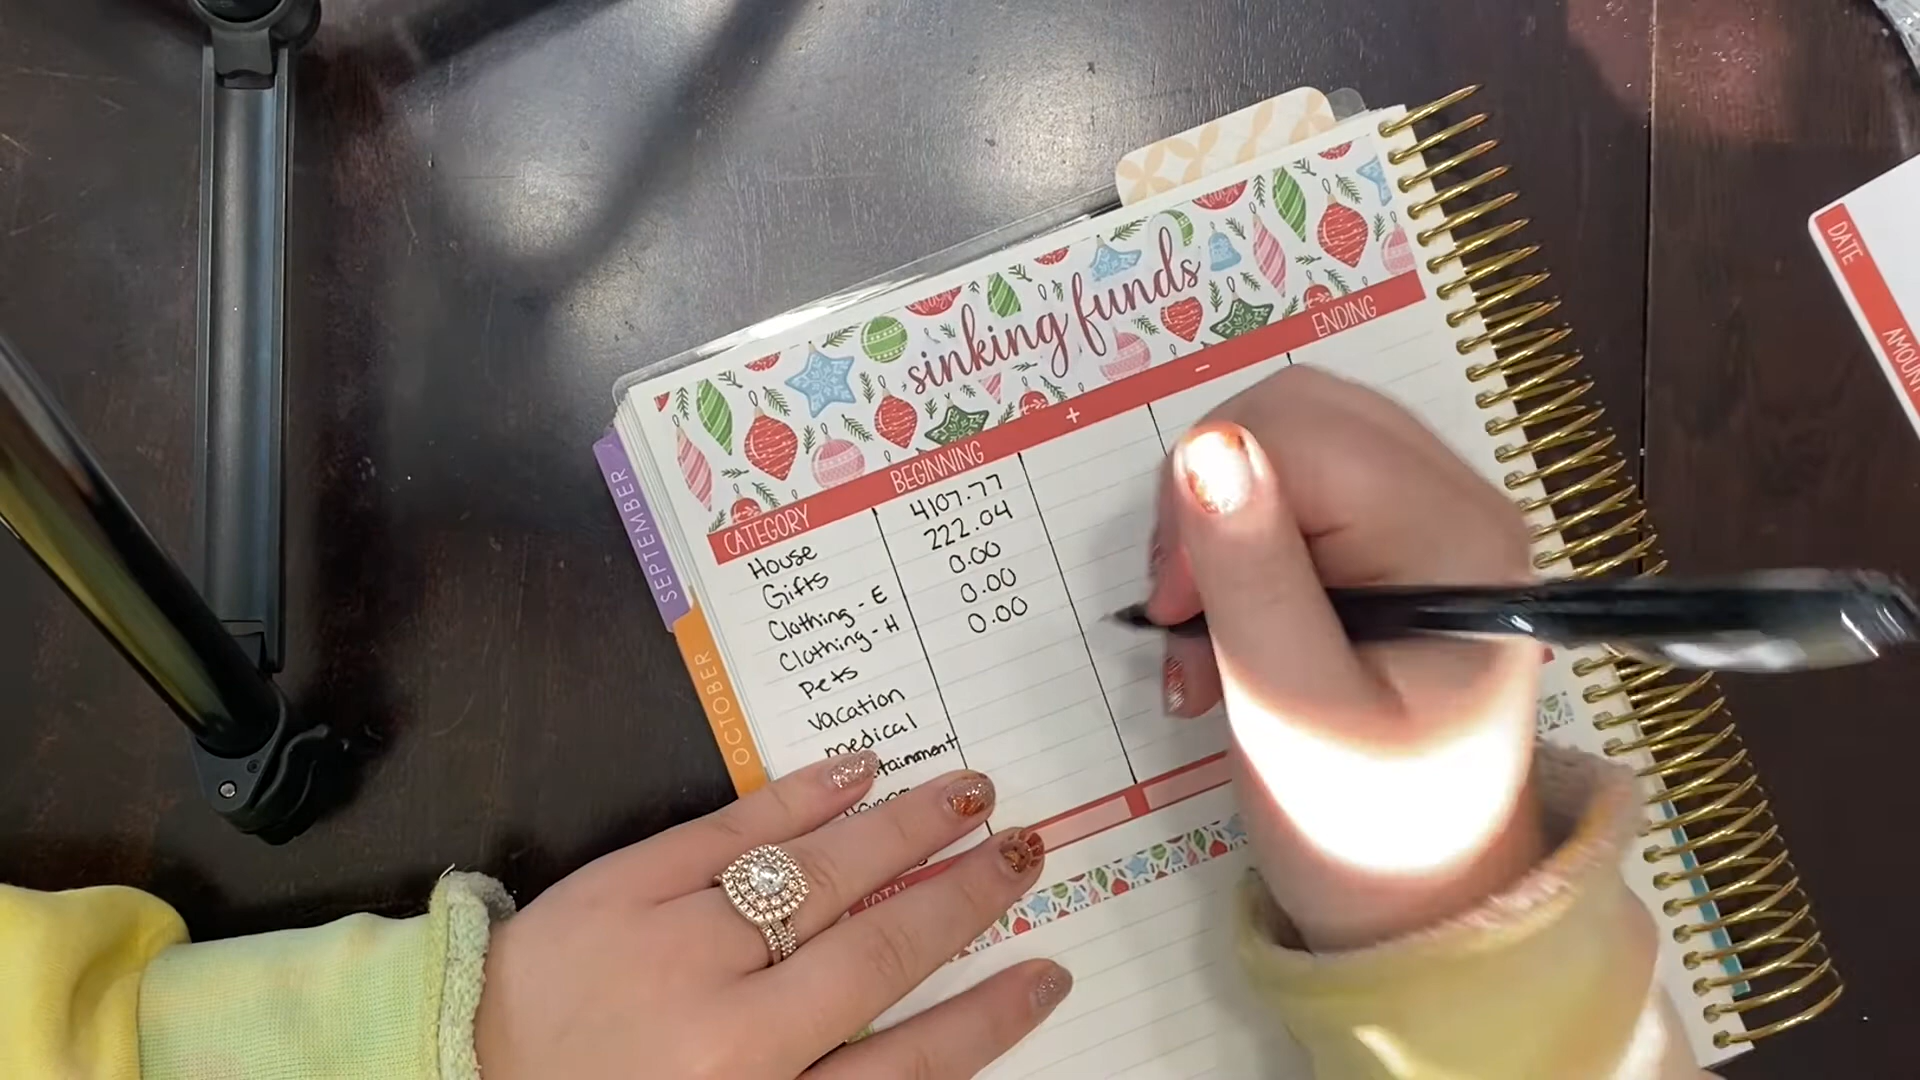 sinking funds
CATEGORY BEGINNING + - ENDING
House 4107.77
Gifts 222.04
Clothing - E 0.00
Clothing - H 0.00
Pets 0.00
Vacation
medical
SEPTEMBER
OCTOBER
DATE